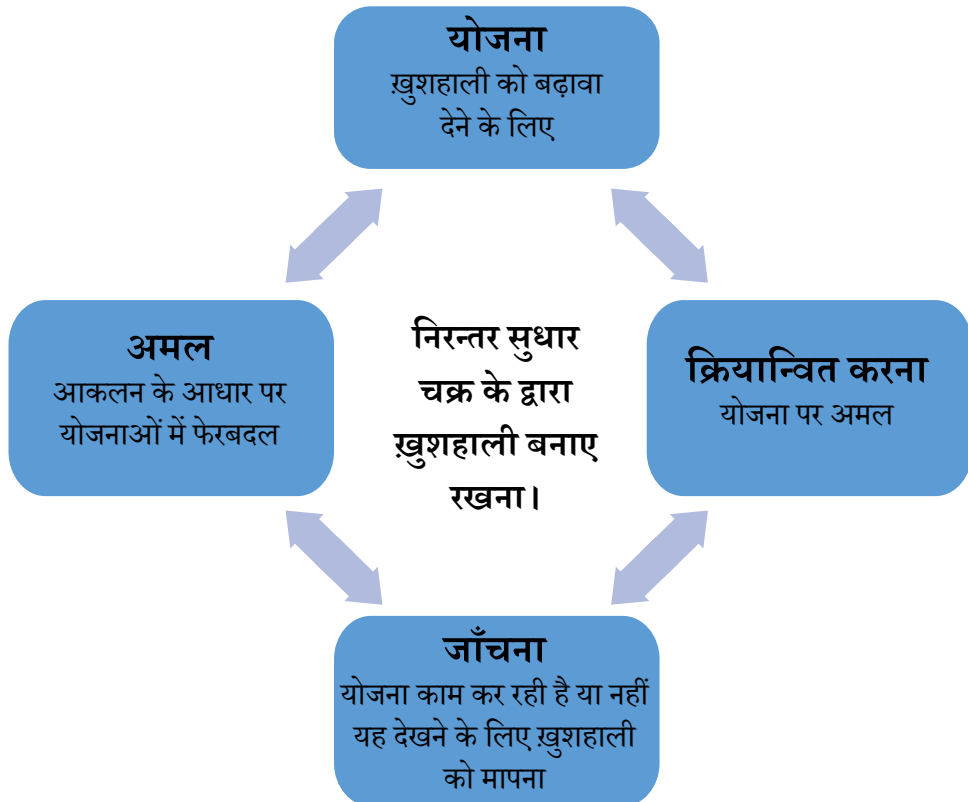 योजना
ख़ुशहाली को बढ़ावा
देने के लिए
अमल
आकलन के आधार पर
योजनाओं में फेरबदल
निरन्तर सुधार
चक्र के द्वारा
ख़ुशहाली बनाए
रखना।
क्रियान्वित करना
योजना पर अमल
जाँचना
योजना काम कर रही है या नहीं
यह देखने के लिए ख़ुशहाली
को मापना